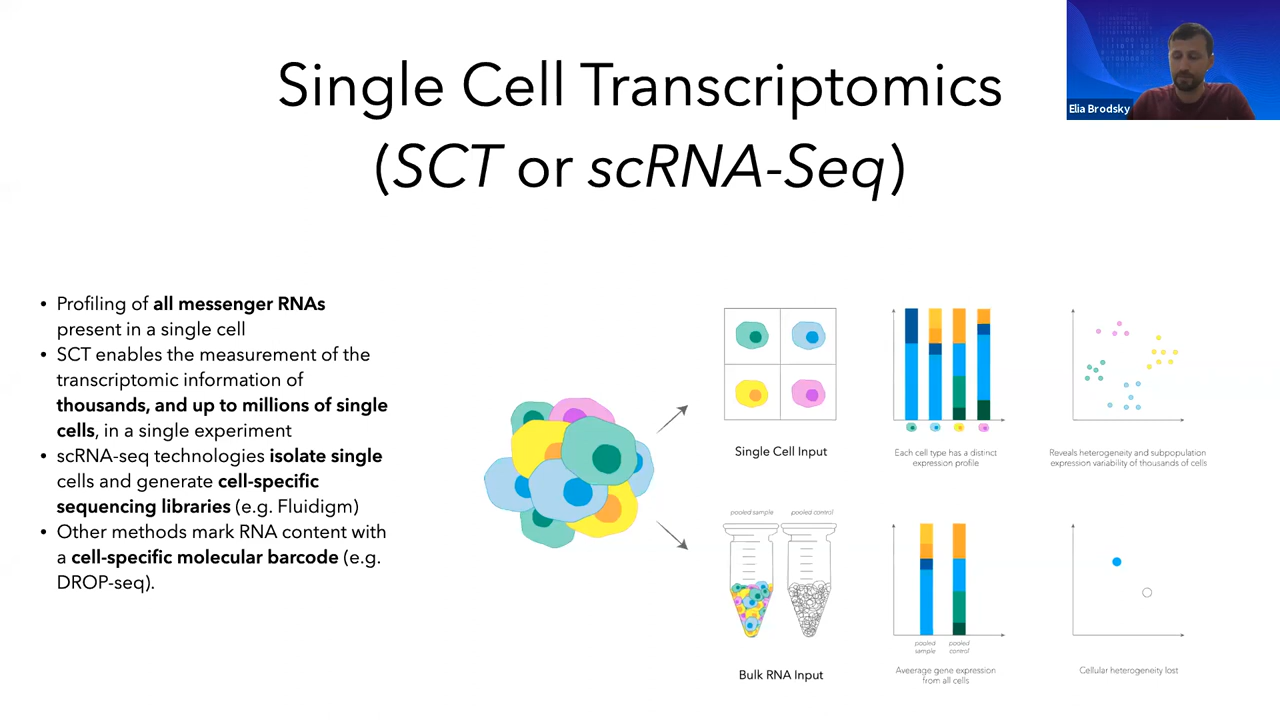 Single Cell Transcriptomics
(SCT or scRNA-Seq)
Elia Brodsky
• Profiling of all messenger RNAs
present in a single cell
• SCT enables the measurement of the
transcriptomic information of
thousands, and up to millions of single
cells, in a single experiment
• scRNA-seq technologies isolate single
cells and generate cell-specific
sequencing libraries (e.g. Fluidigm)
• Other methods mark RNA content with
a cell-specific molecular barcode (e.g.
DROP-seq).
Single Cell Input
Each cell type has a distinct
expression profile
Reveals heterogeneity and subpopulation
expression variability of thousands of cells
pooled sample
pooled control
Bulk RNA Input
pooled
sample
pooled
control
Aveerage gene expression
from all cells
Cellular heterogeneity lost